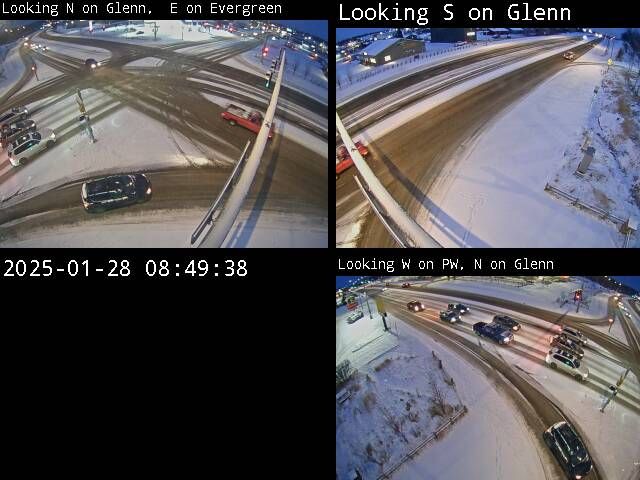 Looking N on Glenn,  E on Evergreen
Looking S on Glenn
2025-01-28 08:49:38
Looking W on PW, N on Glenn